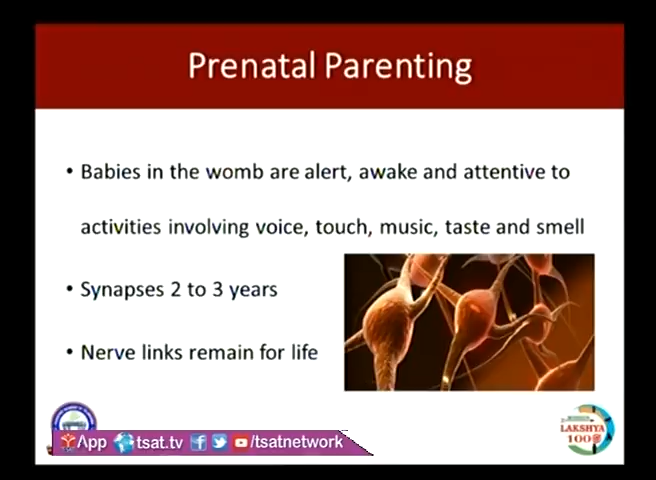 Prenatal Parenting
• Babies in the womb are alert, awake and attentive to
activities involving voice, touch, music, taste and smell
• Synapses 2 to 3 years
• Nerve links remain for life
App tsat.tv /tsatnetwork
LAKSHYA
100